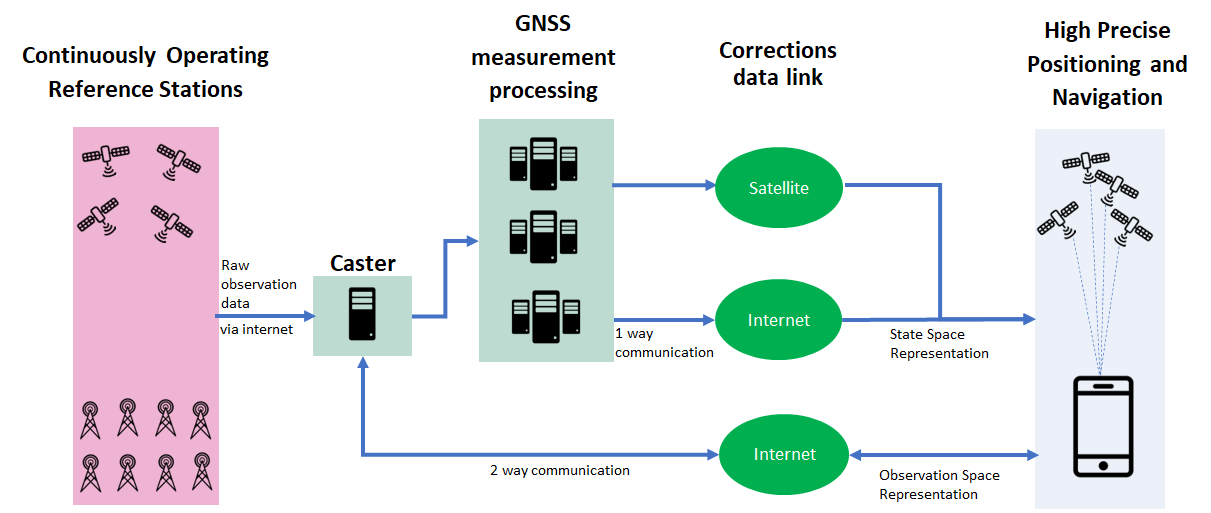 Continuously Operating
Reference Stations
GNSS
measurement
processing
Corrections
data link
High Precise
Positioning and
Navigation
Raw
observation
data
via internet
Caster
Satellite
Internet
1 way
communication
State Space
Representation
Internet
2 way communication
Observation Space
Representation